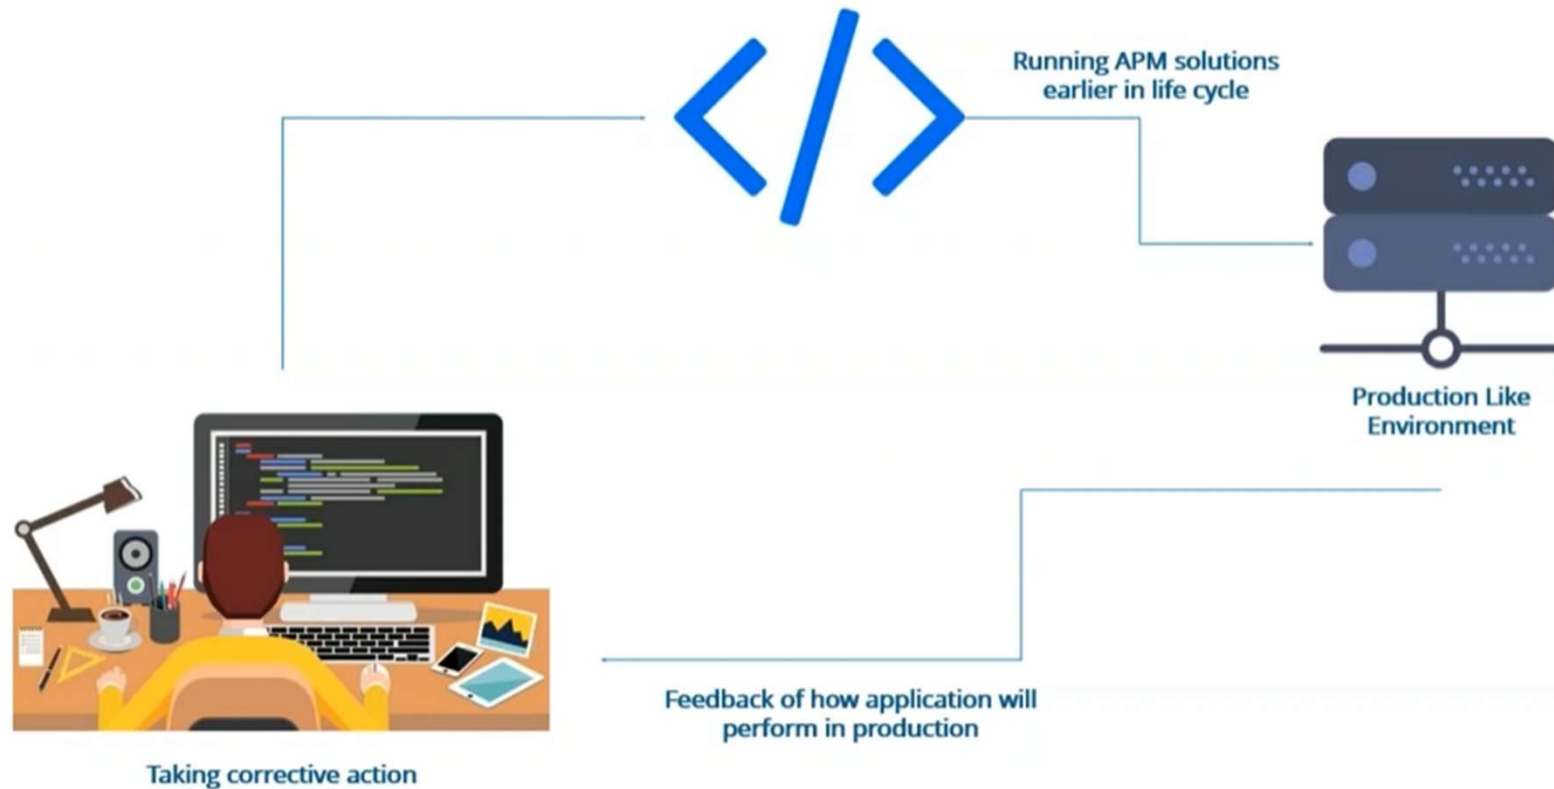 Running APM solutions
earlier in life cycle
Production Like
Environment
Feedback of how application will
perform in production
Taking corrective action